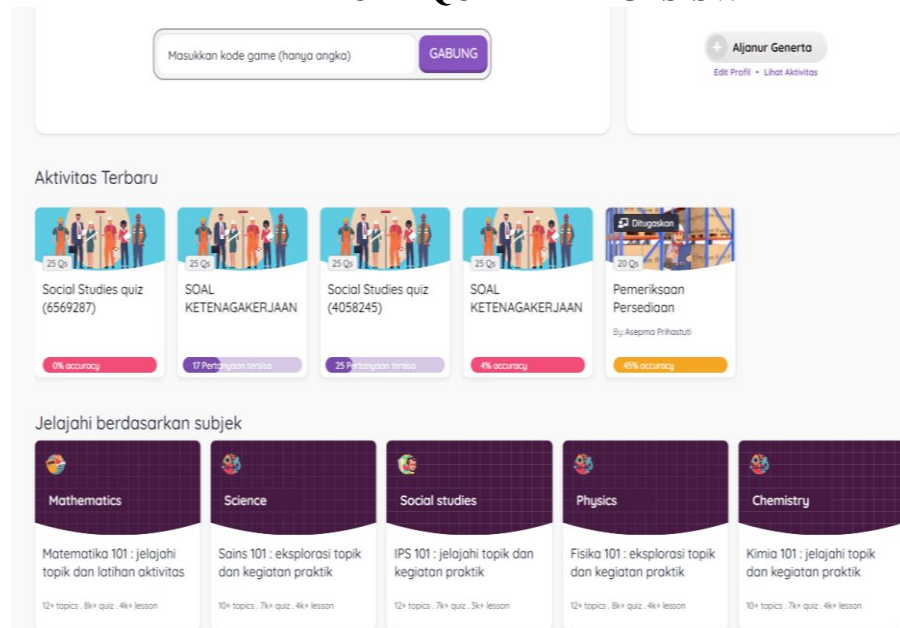 Masukkan kode game (hanya angka)
GABUNG
Aljanur Generta
Edit Profil • Lihat Aktivitas
Aktivitas Terbaru
25 Qs
Social Studies quiz
(6569287)
0% accuracy
25 Qs
SOAL
KETENAGAKERJAAN
17 Pertanyaan tersisa
25 Qs
Social Studies quiz
(4058245)
25 Pertanyaan tersisa
25 Qs
SOAL
KETENAGAKERJAAN
4% accuracy
Ditugaskan
20 Qs
Pemeriksaan
Persediaan
By: Asepma Prihastuti
45% accuracy
Jelajahi berdasarkan subjek
Mathematics
Matematika 101 : jelajahi
topik dan latihan aktivitas
12+ topics . 8k+ quiz . 4k+ lesson
Science
Sains 101 : eksplorasi topik
dan kegiatan praktik
10+ topics . 7k+ quiz . 4k+ lesson
Social studies
IPS 101 : jelajahi topik dan
kegiatan praktik
12+ topics . 7k+ quiz . 3k+ lesson
Physics
Fisika 101 : eksplorasi topik
dan kegiatan praktik
12+ topics . 8k+ quiz . 4k+ lesson
Chemistry
Kimia 101 : jelajahi topik
dan kegiatan praktik
10+ topics . 7k+ quiz . 4k+ lesson